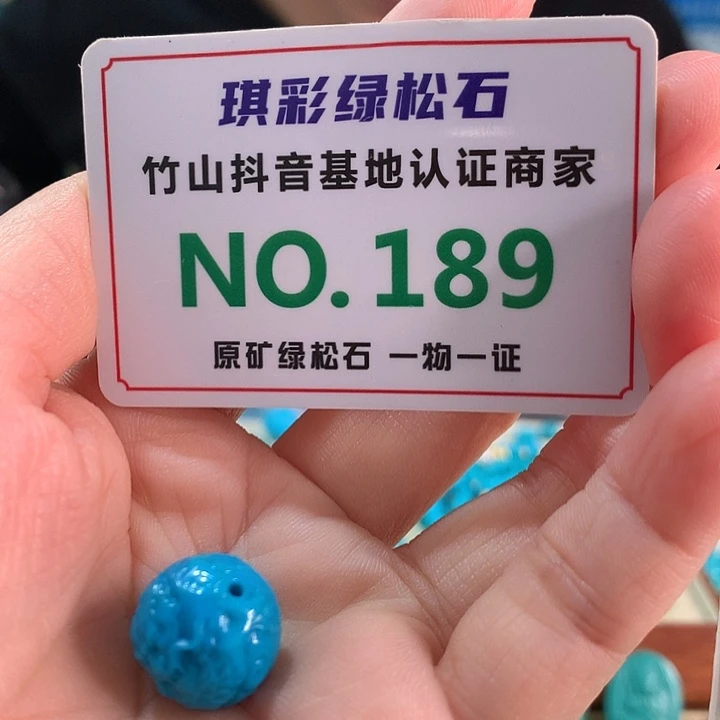 琪彩绿松石
竹山抖音基地认证商家
NO.189
原矿绿松石 一物一证